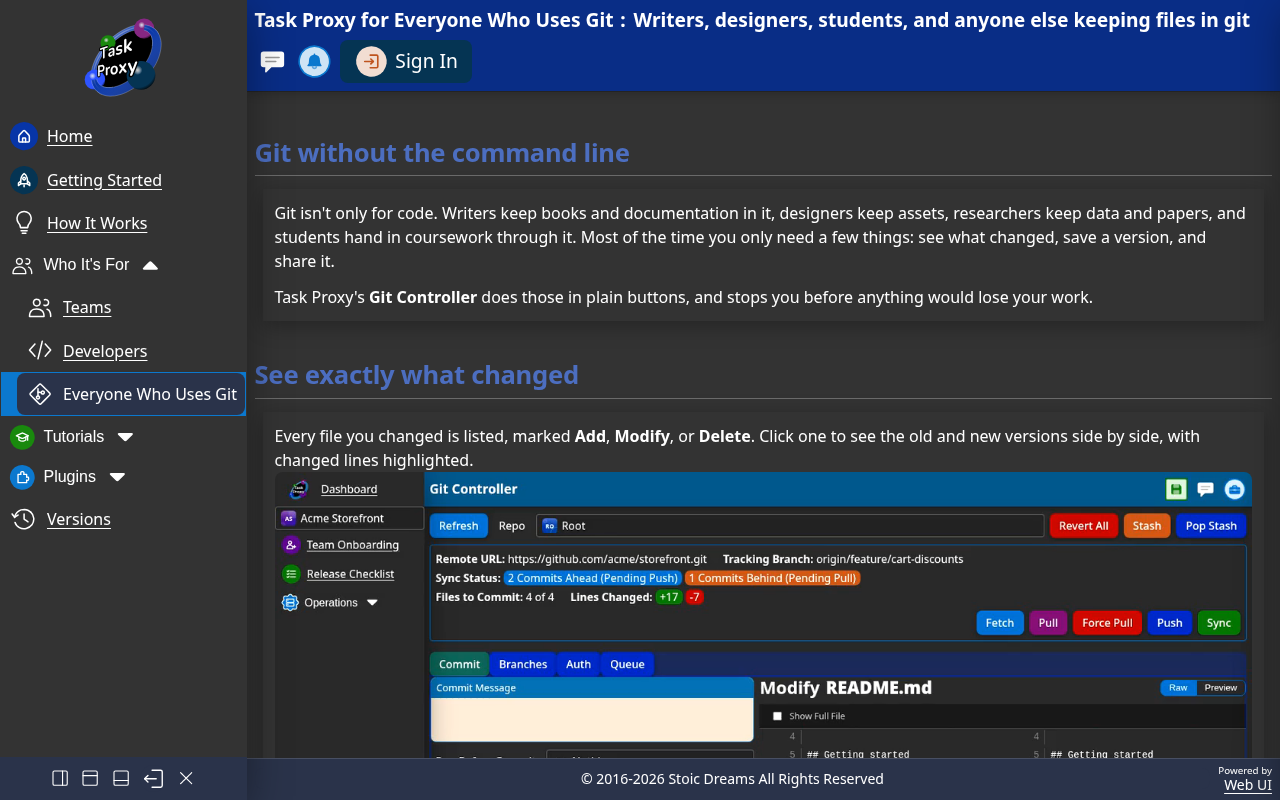 Task Proxy
Home
Getting Started
How It Works
Who It's For
Teams
Developers
Everyone Who Uses Git
Tutorials
Plugins
Versions
Task Proxy for Everyone Who Uses Git : Writers, designers, students, and anyone else keeping files in git
Sign In
Git without the command line
Git isn't only for code. Writers keep books and documentation in it, designers keep assets, researchers keep data and papers, and
students hand in coursework through it. Most of the time you only need a few things: see what changed, save a version, and
share it.
Task Proxy's Git Controller does those in plain buttons, and stops you before anything would lose your work.
See exactly what changed
Every file you changed is listed, marked Add, Modify, or Delete. Click one to see the old and new versions side by side, with
changed lines highlighted.
Task Proxy
Dashboard
AS Acme Storefront
Team Onboarding
Release Checklist
Operations
Git Controller
Refresh Repo RO Root Revert All Stash Pop Stash
Remote URL: https://github.com/acme/storefront.git Tracking Branch: origin/feature/cart-discounts
Sync Status: 2 Commits Ahead (Pending Push) 1 Commits Behind (Pending Pull)
Files to Commit: 4 of 4 Lines Changed: +17 -7
Fetch Pull Force Pull Push Sync
Commit Branches Auth Queue
Commit Message
Modify README.md Raw Preview
Show Full File
4 4
5 ## Getting started 5 ## Getting started
© 2016-2026 Stoic Dreams All Rights Reserved
Powered by
Web UI